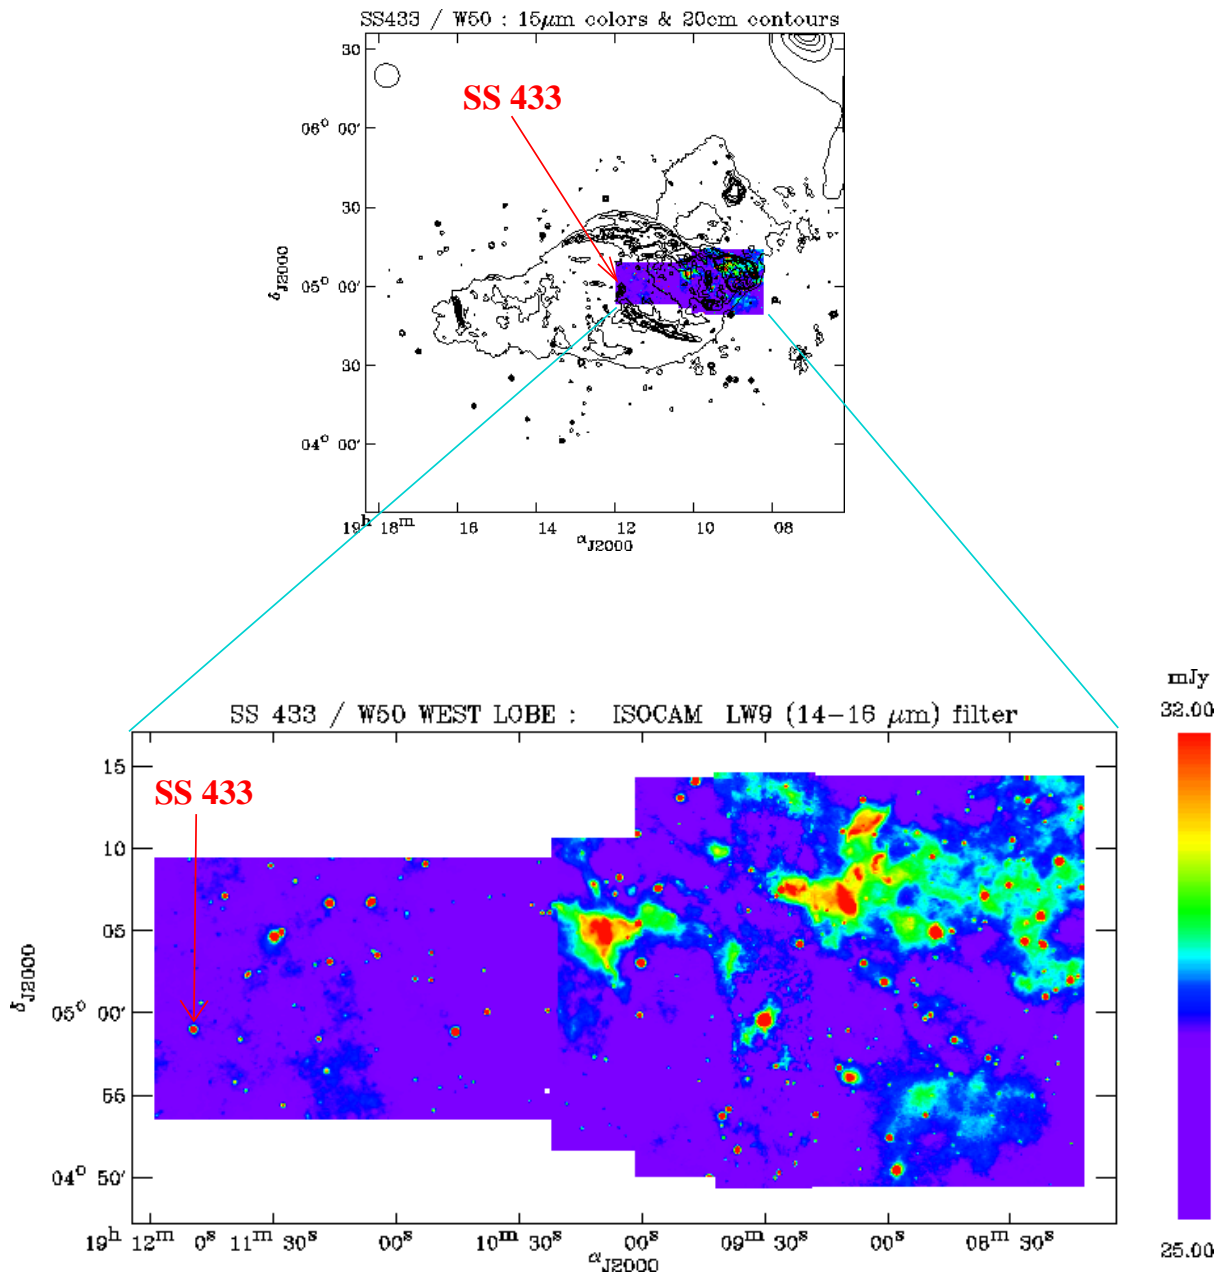 SS433 / W50 : 15μm colors & 20cm contours
30
SS 433
06° 00′
30
δJ2000
05° 00′
30
04° 00′
19h 18m 16 14 12 10 08
αJ2000
mJy
SS 433 / W50 WEST LOBE : ISOCAM LW9 (14−16 μm) filter
32.00
15
SS 433
10
05
δJ2000
05° 00′
55
04° 50′
19h 12m 0s 11m 30s 00s 10m 30s 00s 09m 30s 00s 08m 30s
αJ2000
25.00